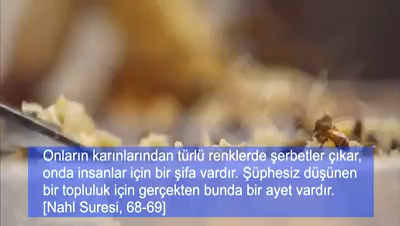 Onların karınlarından türlü renklerde şerbetler çıkar,
onda insanlar için bir şifa vardır. Şüphesiz düşünen
bir topluluk için gerçekten bunda bir ayet vardır.
[Nahl Suresi, 68-69]